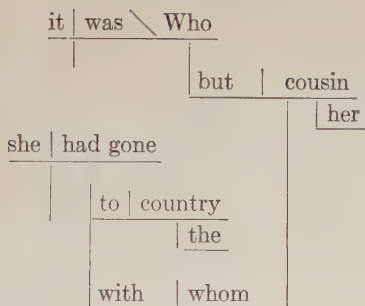 it was Who
but cousin
her
she had gone
to country
the
with whom